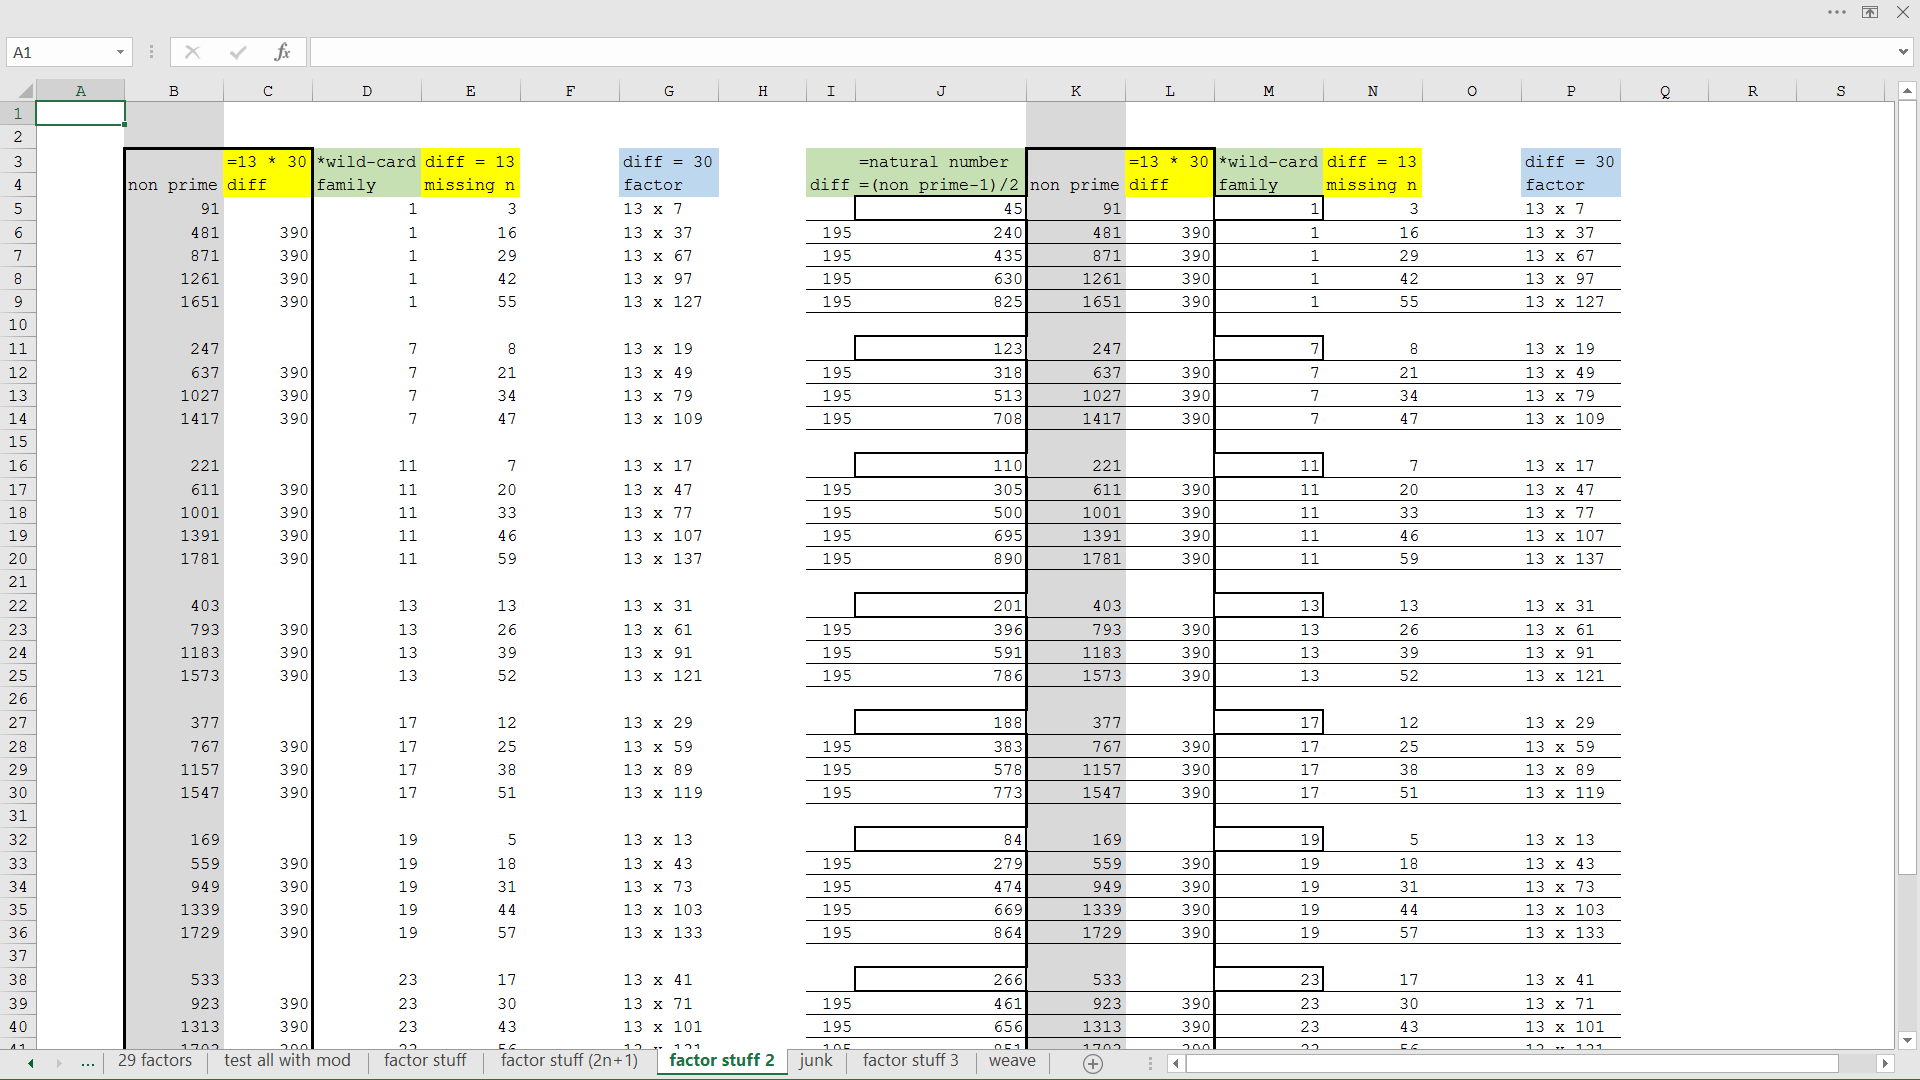 A1
fx
A B C D E F G H I J K L M N O P Q R S
1
2
3 =13 * 30 *wild-card diff = 13 diff = 30 =natural number =13 * 30 *wild-card diff = 13 diff = 30
4 non prime diff family missing n factor diff =(non prime-1)/2 non prime diff family missing n factor
5 91 1 3 13 x 7 45 91 1 3 13 x 7
6 481 390 1 16 13 x 37 195 240 481 390 1 16 13 x 37
7 871 390 1 29 13 x 67 195 435 871 390 1 29 13 x 67
8 1261 390 1 42 13 x 97 195 630 1261 390 1 42 13 x 97
9 1651 390 1 55 13 x 127 195 825 1651 390 1 55 13 x 127
10
11 247 7 8 13 x 19 123 247 7 8 13 x 19
12 637 390 7 21 13 x 49 195 318 637 390 7 21 13 x 49
13 1027 390 7 34 13 x 79 195 513 1027 390 7 34 13 x 79
14 1417 390 7 47 13 x 109 195 708 1417 390 7 47 13 x 109
15
16 221 11 7 13 x 17 110 221 11 7 13 x 17
17 611 390 11 20 13 x 47 195 305 611 390 11 20 13 x 47
18 1001 390 11 33 13 x 77 195 500 1001 390 11 33 13 x 77
19 1391 390 11 46 13 x 107 195 695 1391 390 11 46 13 x 107
20 1781 390 11 59 13 x 137 195 890 1781 390 11 59 13 x 137
21
22 403 13 13 13 x 31 201 403 13 13 13 x 31
23 793 390 13 26 13 x 61 195 396 793 390 13 26 13 x 61
24 1183 390 13 39 13 x 91 195 591 1183 390 13 39 13 x 91
25 1573 390 13 52 13 x 121 195 786 1573 390 13 52 13 x 121
26
27 377 17 12 13 x 29 188 377 17 12 13 x 29
28 767 390 17 25 13 x 59 195 383 767 390 17 25 13 x 59
29 1157 390 17 38 13 x 89 195 578 1157 390 17 38 13 x 89
30 1547 390 17 51 13 x 119 195 773 1547 390 17 51 13 x 119
31
32 169 19 5 13 x 13 84 169 19 5 13 x 13
33 559 390 19 18 13 x 43 195 279 559 390 19 18 13 x 43
34 949 390 19 31 13 x 73 195 474 949 390 19 31 13 x 73
35 1339 390 19 44 13 x 103 195 669 1339 390 19 44 13 x 103
36 1729 390 19 57 13 x 133 195 864 1729 390 19 57 13 x 133
37
38 533 23 17 13 x 41 266 533 23 17 13 x 41
39 923 390 23 30 13 x 71 195 461 923 390 23 30 13 x 71
40 1313 390 23 43 13 x 101 195 656 1313 390 23 43 13 x 101
... 29 factors test all with mod factor stuff factor stuff (2n+1) factor stuff 2 junk factor stuff 3 weave